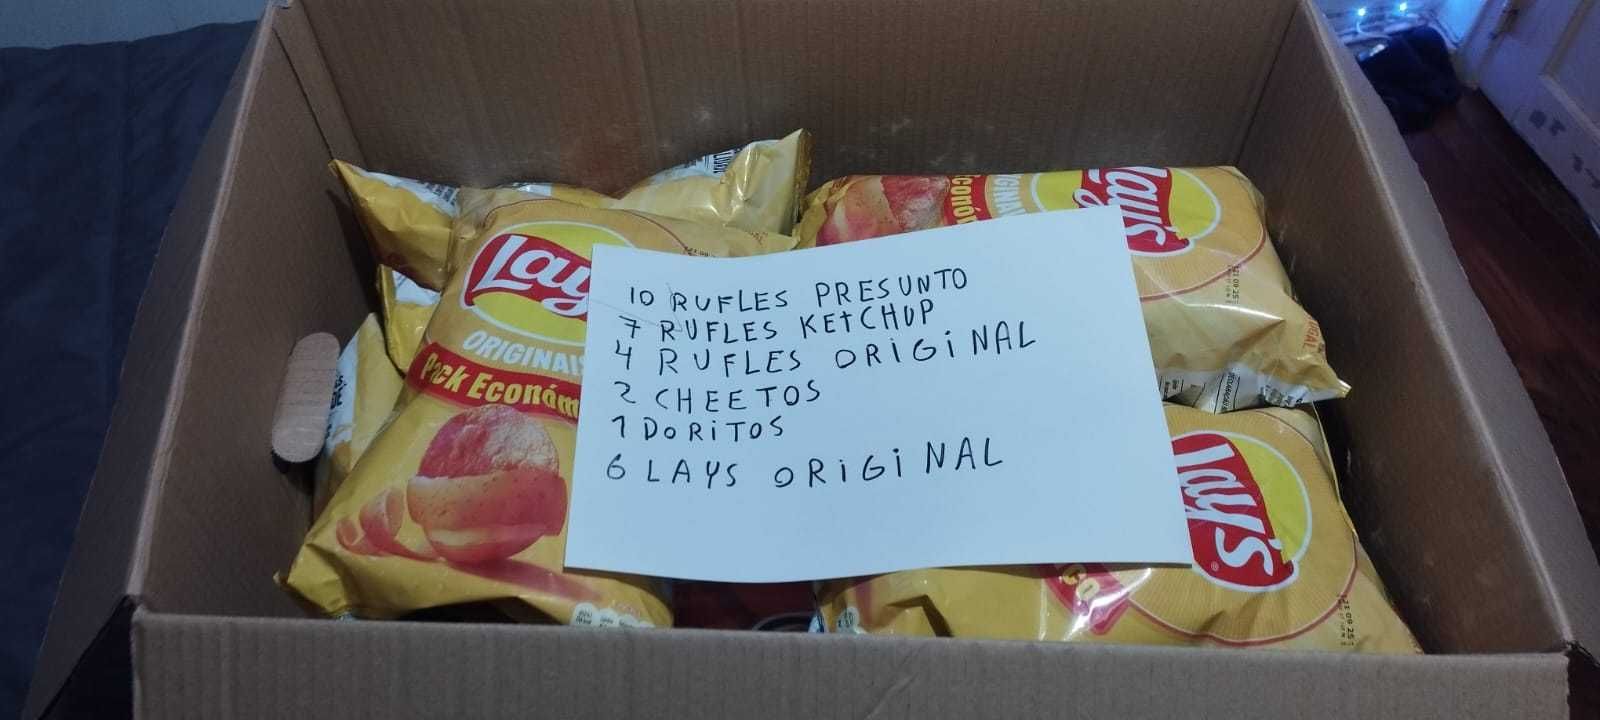 Lay's
ORIGINAIS
Pack Económ
Económ
Lay's
10 RUFLES PRESUNTO
7 RUFLES KETCHUP
4 RUFLES ORIGINAL
2 CHEETOS
1 DORITOS
6 LAYS ORIGINAL
Lay's